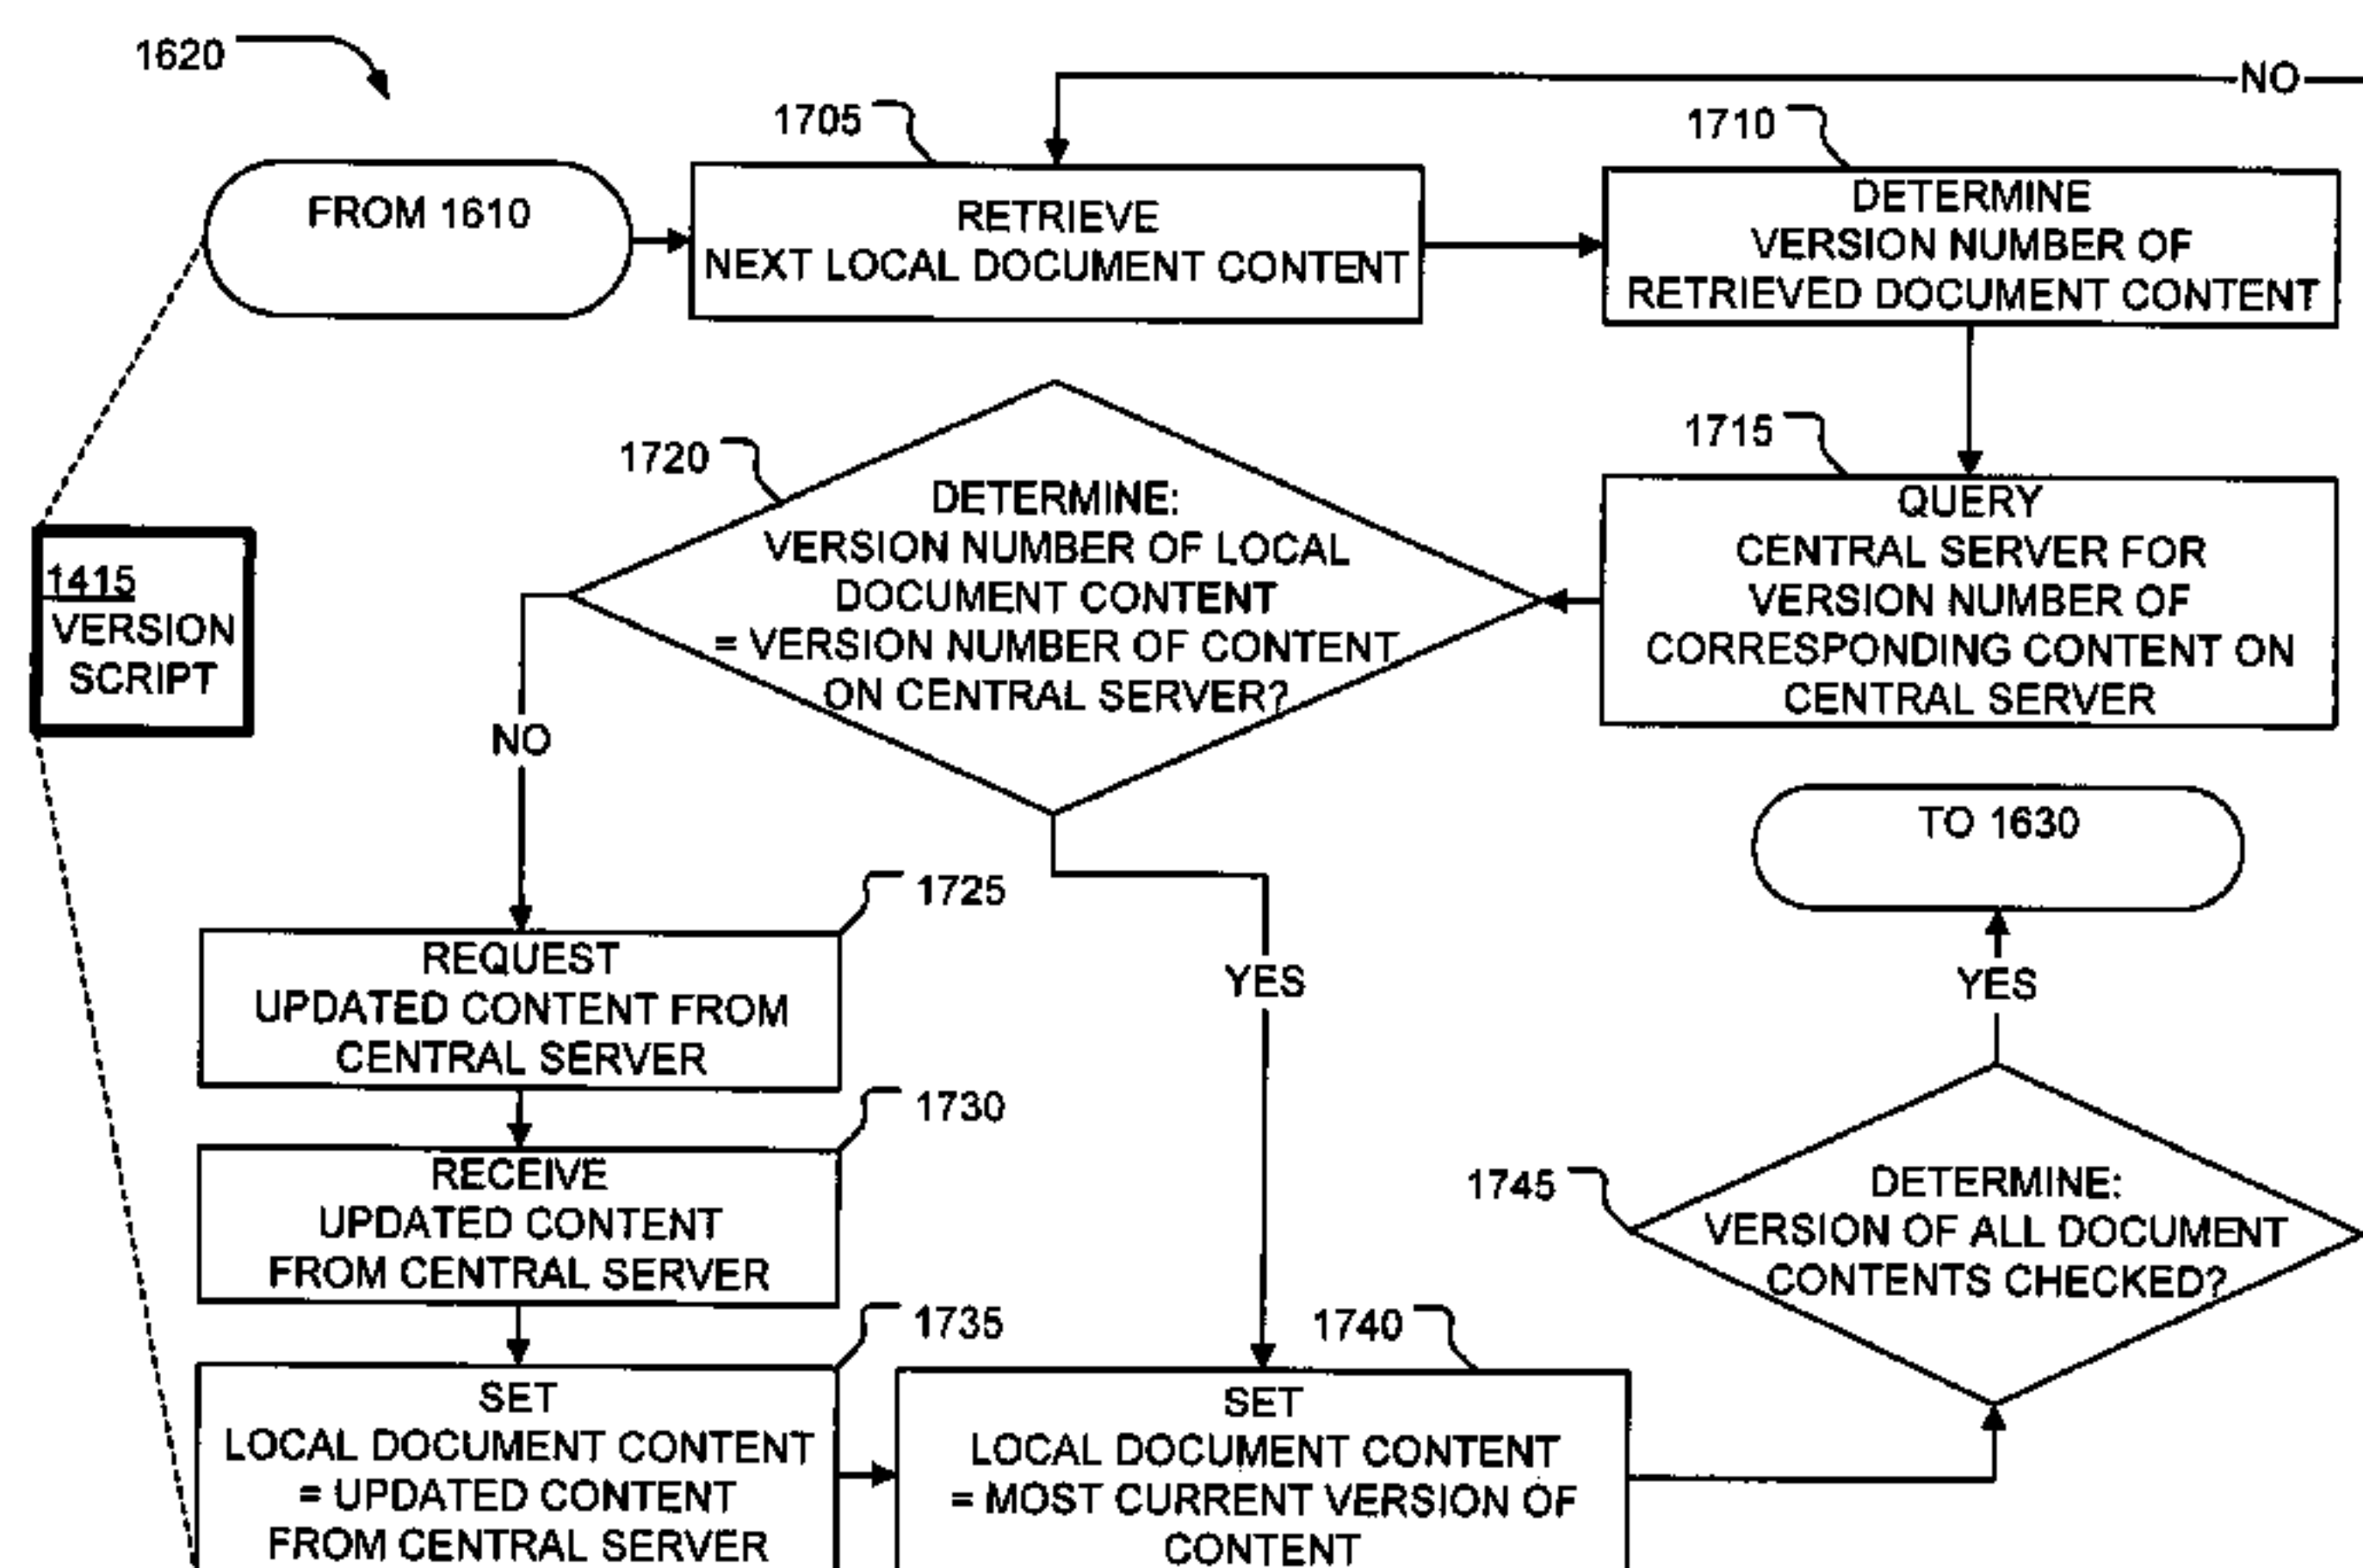 1620
NO
1705
1710
FROM 1610
RETRIEVE
NEXT LOCAL DOCUMENT CONTENT
DETERMINE
VERSION NUMBER OF
RETRIEVED DOCUMENT CONTENT
1720
DETERMINE:
VERSION NUMBER OF LOCAL
DOCUMENT CONTENT
= VERSION NUMBER OF CONTENT
ON CENTRAL SERVER?
1715
QUERY
CENTRAL SERVER FOR
VERSION NUMBER OF
CORRESPONDING CONTENT ON
CENTRAL SERVER
1415
VERSION
SCRIPT
NO
TO 1630
1725
REQUEST
UPDATED CONTENT FROM
CENTRAL SERVER
YES
YES
1730
RECEIVE
UPDATED CONTENT
FROM CENTRAL SERVER
1745
DETERMINE:
VERSION OF ALL DOCUMENT
CONTENTS CHECKED?
1735
SET
LOCAL DOCUMENT CONTENT
= UPDATED CONTENT
FROM CENTRAL SERVER
1740
SET
LOCAL DOCUMENT CONTENT
= MOST CURRENT VERSION OF
CONTENT